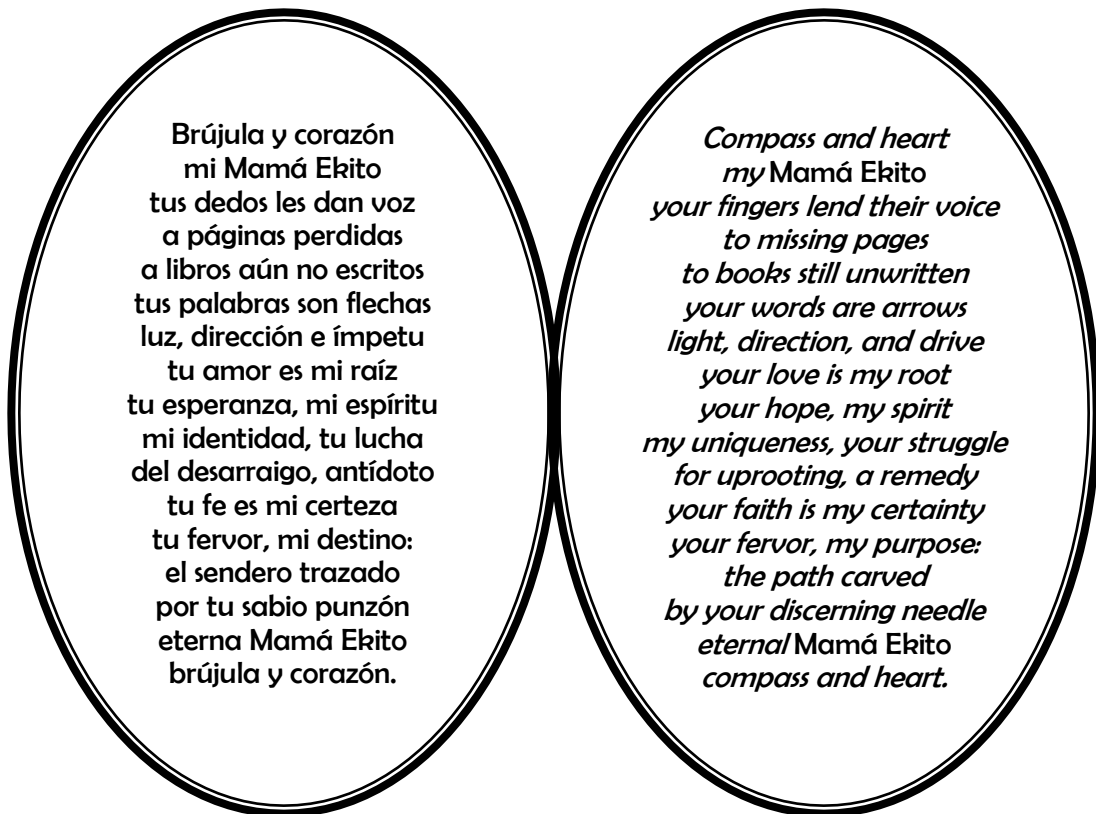 Brújula y corazón
mi Mamá Ekito
tus dedos les dan voz
a páginas perdidas
a libros aún no escritos
tus palabras son flechas
luz, dirección e ímpetu
tu amor es mi raíz
tu esperanza, mi espíritu
mi identidad, tu lucha
del desarraigo, antídoto
tu fe es mi certeza
tu fervor, mi destino:
el sendero trazado
por tu sabio punzón
eterna Mamá Ekito
brújula y corazón.
Compass and heart
my Mamá Ekito
your fingers lend their voice
to missing pages
to books still unwritten
your words are arrows
light, direction, and drive
your love is my root
your hope, my spirit
my uniqueness, your struggle
for uprooting, a remedy
your faith is my certainty
your fervor, my purpose:
the path carved
by your discerning needle
eternal Mamá Ekito
compass and heart.